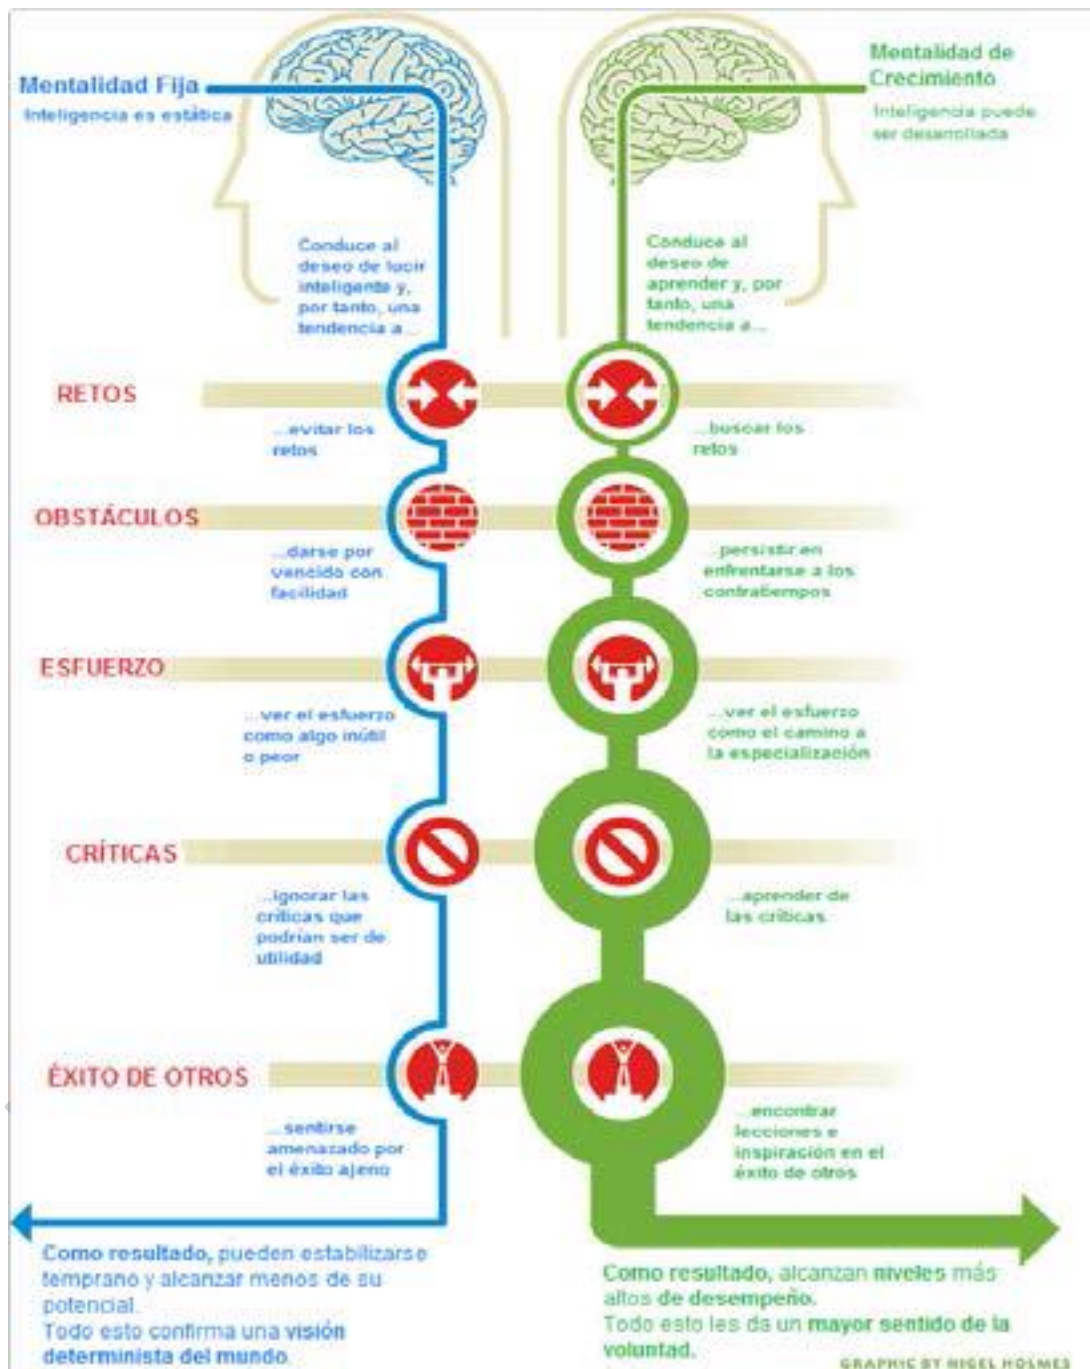 Mentalidad Fija
Inteligencia es estática
Mentalidad de
Crecimiento
Inteligencia puede
ser desarrollada
Conduce al
deseo de lucir
inteligente y,
por tanto, una
tendencia a...
Conduce al
deseo de
aprender y, por
tanto, una
tendencia a...
RETOS
...evitar los
retos
...buscar los
retos
OBSTÁCULOS
...darse por
vencido con
facilidad
...persistir en
enfrentarse a los
contratiempos
ESFUERZO
...ver el esfuerzo
como algo inútil
o peor
...ver el esfuerzo
como el camino a
la especialización
CRÍTICAS
...ignorar las
críticas que
podrían ser de
utilidad
...aprender de
las críticas
ÉXITO DE OTROS
...sentirse
amenazado por
el éxito ajeno
...encontrar
lecciones e
inspiración en el
éxito de otros
Como resultado, pueden estabilizarse
temprano y alcanzar menos de su
potencial.
Todo esto confirma una visión
determinista del mundo.
Como resultado, alcanzan niveles más
altos de desempeño.
Todo esto les da un mayor sentido de la
voluntad.
GRAPHIC BY NIGEL HOLMES